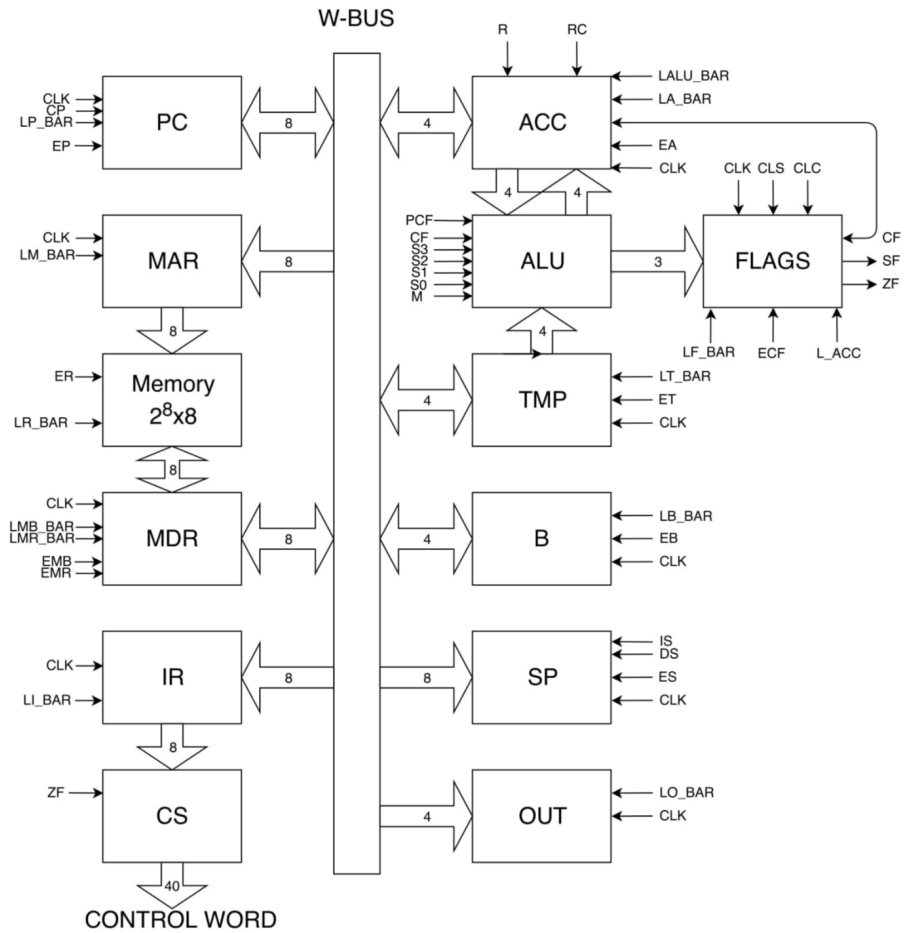 W-BUS
R
RC
CLK
CP
LP_BAR
EP
PC
8
4
ACC
LALU_BAR
LA_BAR
EA
CLK
4
4
CLK
LM_BAR
MAR
8
PCF
CF
S3
S2
S1
S0
M
ALU
3
CLK
CLS
CLC
FLAGS
CF
SF
ZF
LF_BAR
ECF
L_ACC
8
4
ER
LR_BAR
Memory
2⁸x8
4
TMP
LT_BAR
ET
CLK
8
CLK
LMB_BAR
LMR_BAR
EMB
EMR
MDR
8
4
B
LB_BAR
EB
CLK
CLK
LI_BAR
IR
8
8
SP
IS
DS
ES
CLK
8
ZF
CS
4
OUT
LO_BAR
CLK
40
CONTROL WORD